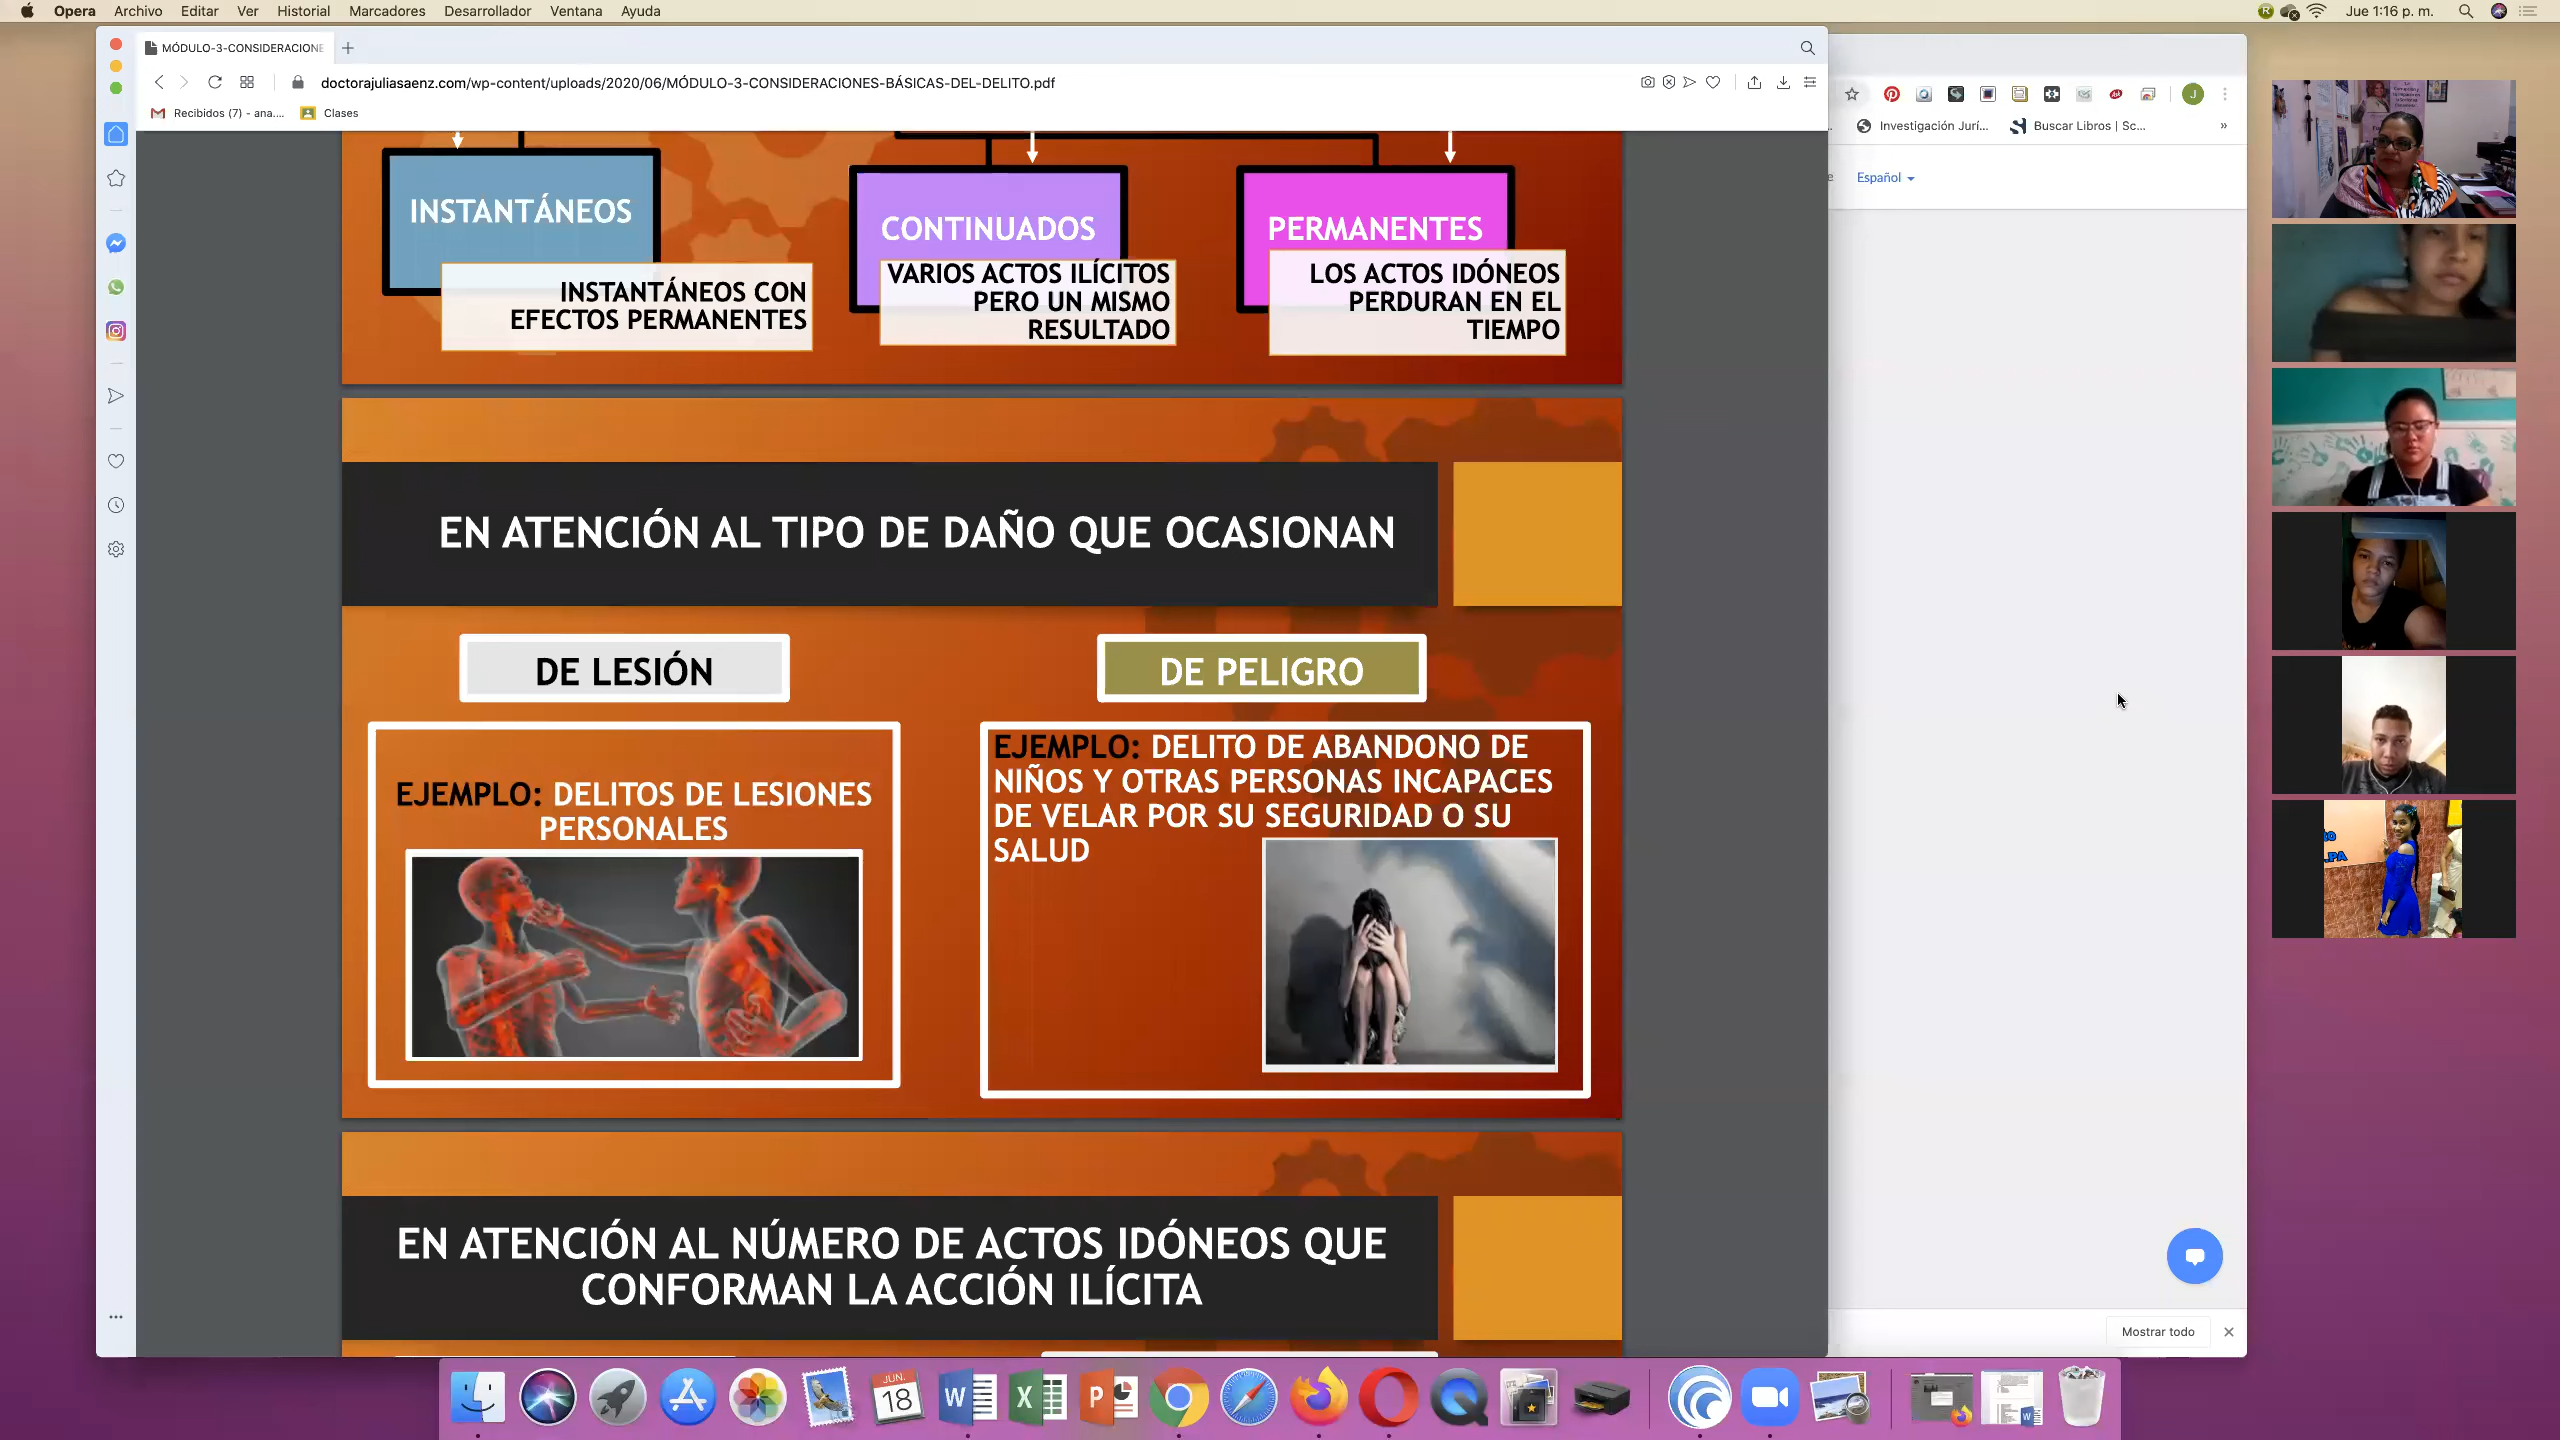 Opera Archivo Editar Ver Historial Marcadores Desarrollador Ventana Ayuda
Jue 1:16 p. m.
MÓDULO-3-CONSIDERACIONE
doctorajuliasaenz.com/wp-content/uploads/2020/06/MÓDULO-3-CONSIDERACIONES-BÁSICAS-DEL-DELITO.pdf
Recibidos (7) - ana....
Clases
J
Investigación Jurí...
Buscar Libros | Sc...
»
Español
INSTANTÁNEOS
INSTANTÁNEOS CON
EFECTOS PERMANENTES
CONTINUADOS
VARIOS ACTOS ILÍCITOS
PERO UN MISMO
RESULTADO
PERMANENTES
LOS ACTOS IDÓNEOS
PERDURAN EN EL
TIEMPO
EN ATENCIÓN AL TIPO DE DAÑO QUE OCASIONAN
DE LESIÓN
EJEMPLO: DELITOS DE LESIONES
PERSONALES
DE PELIGRO
EJEMPLO: DELITO DE ABANDONO DE
NIÑOS Y OTRAS PERSONAS INCAPACES
DE VELAR POR SU SEGURIDAD O SU
SALUD
EN ATENCIÓN AL NÚMERO DE ACTOS IDÓNEOS QUE
CONFORMAN LA ACCIÓN ILÍCITA
Mostrar todo
JUN.
18